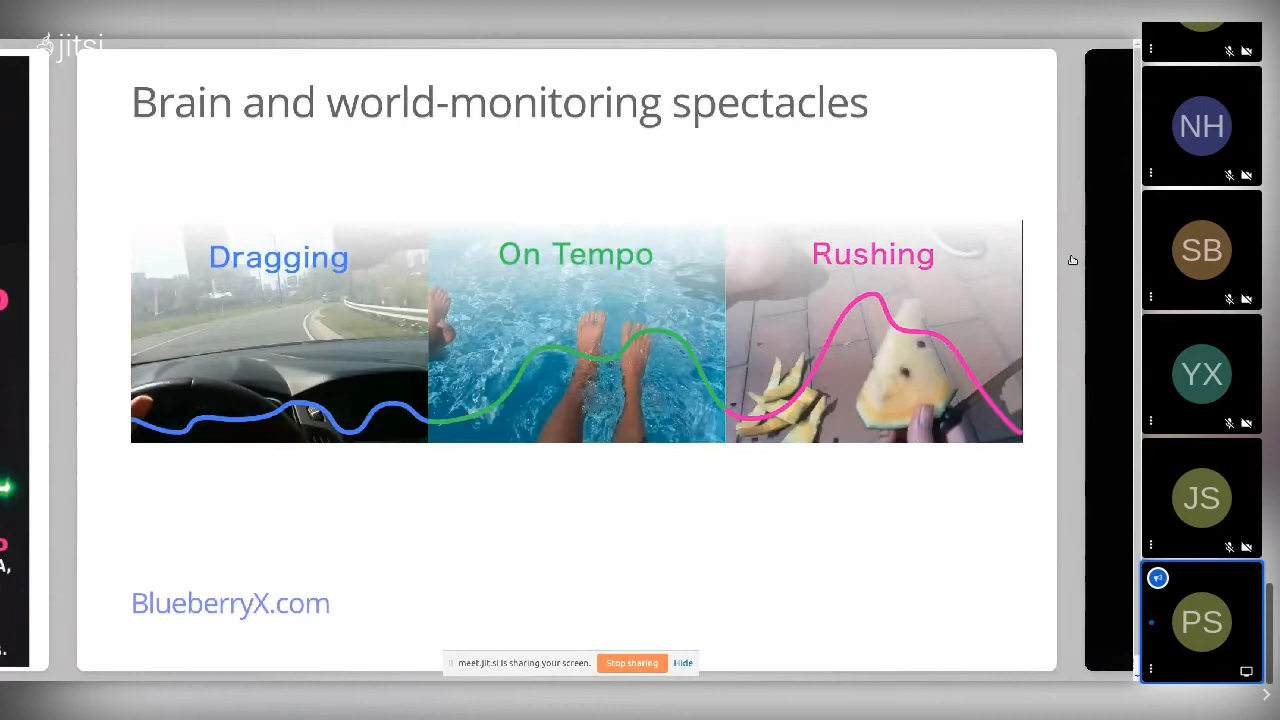 jitsi
Brain and world-monitoring spectacles
Dragging
On Tempo
Rushing
BlueberryX.com
meet.jit.si is sharing your screen.
Stop sharing
Hide
NH
SB
YX
JS
PS
A,
s.